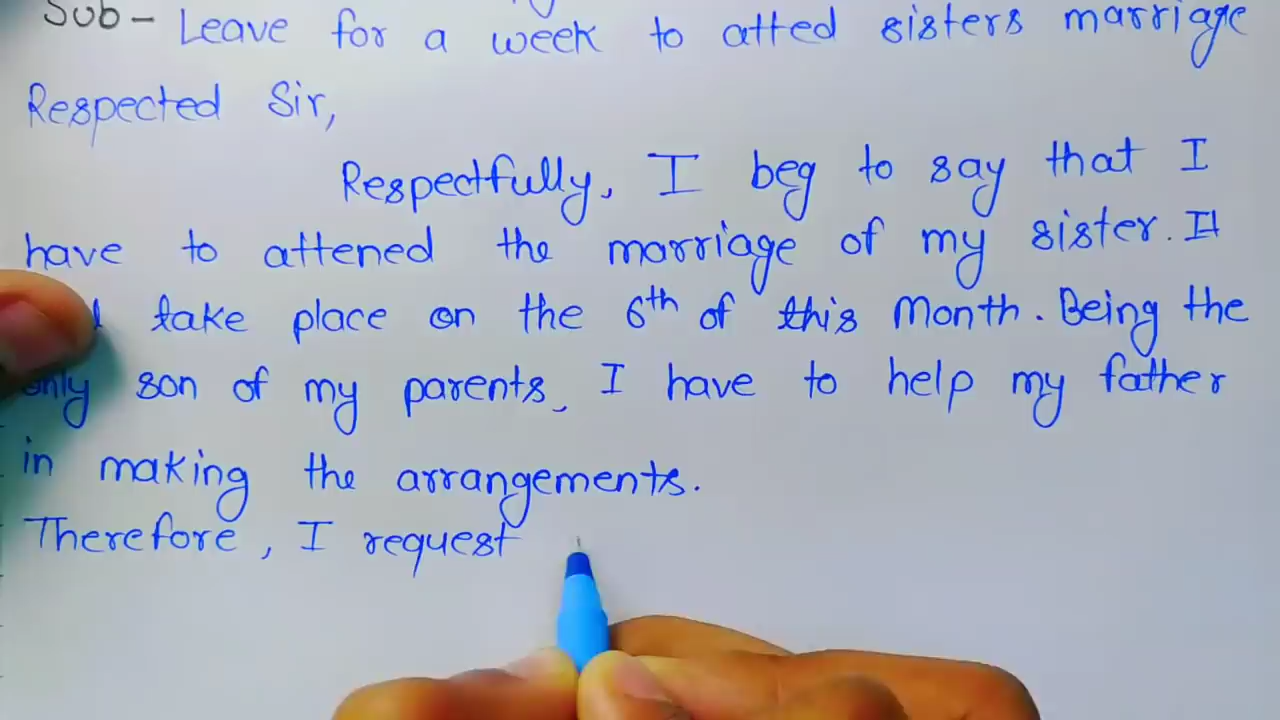 Sub - Leave for a week to atted sisters marriage
Respected Sir,
Respectfully, I beg to say that I
have to attened the marriage of my sister. It
take place on the 6th of this Month. Being the
only son of my parents, I have to help my father
in making the arrangements.
Therefore, I request